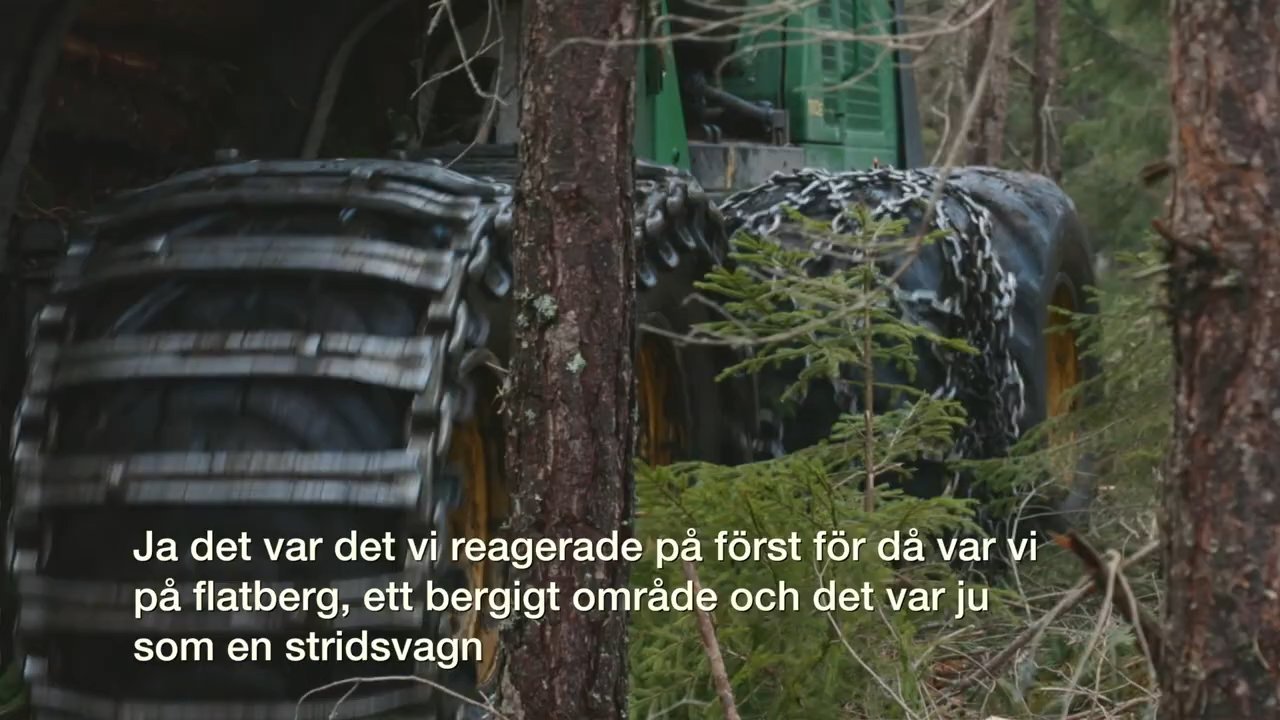 Ja det var det vi reagerade på först för då var vi
på flatberg, ett bergigt område och det var ju
som en stridsvagn